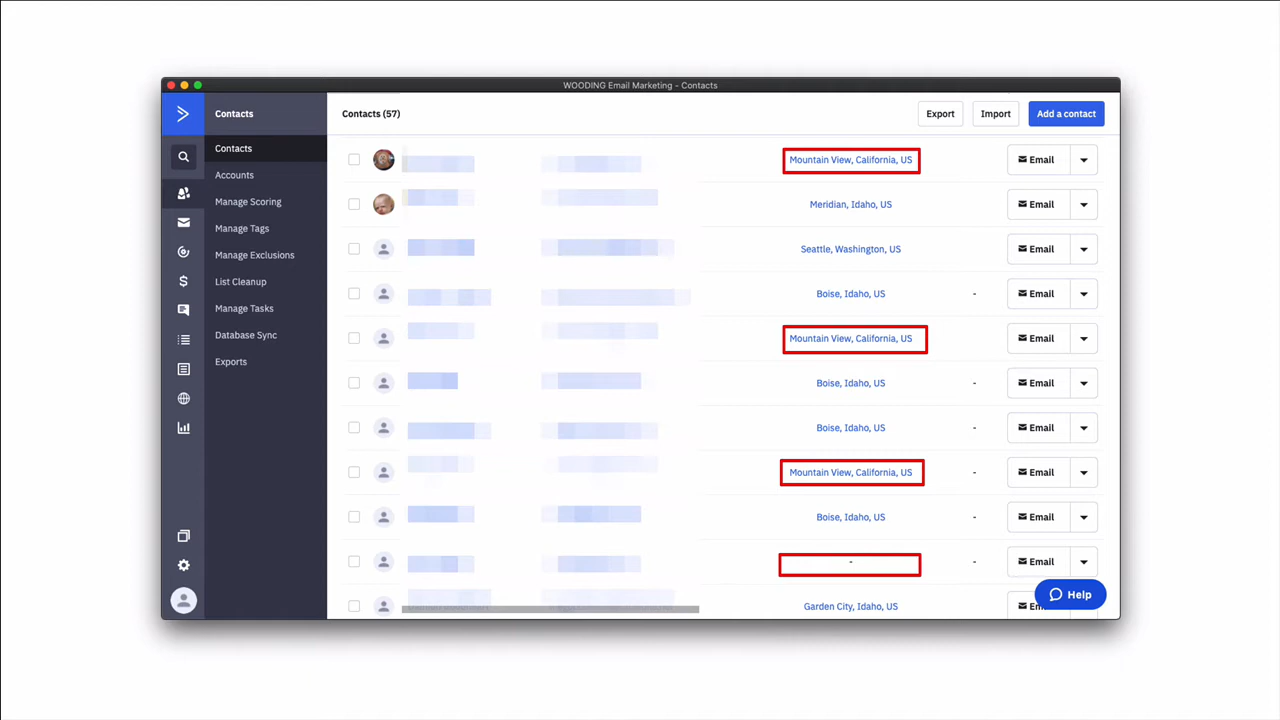 WOODING Email Marketing - Contacts
Contacts
Contacts (57)
Export
Import
Add a contact
Contacts
Accounts
Manage Scoring
Manage Tags
Manage Exclusions
List Cleanup
Manage Tasks
Database Sync
Exports
Mountain View, California, US
Email
Meridian, Idaho, US
Email
Seattle, Washington, US
Email
Boise, Idaho, US - Email
Mountain View, California, US
Email
Boise, Idaho, US - Email
Boise, Idaho, US - Email
Mountain View, California, US - Email
Boise, Idaho, US - Email
- - Email
Garden City, Idaho, US
Help